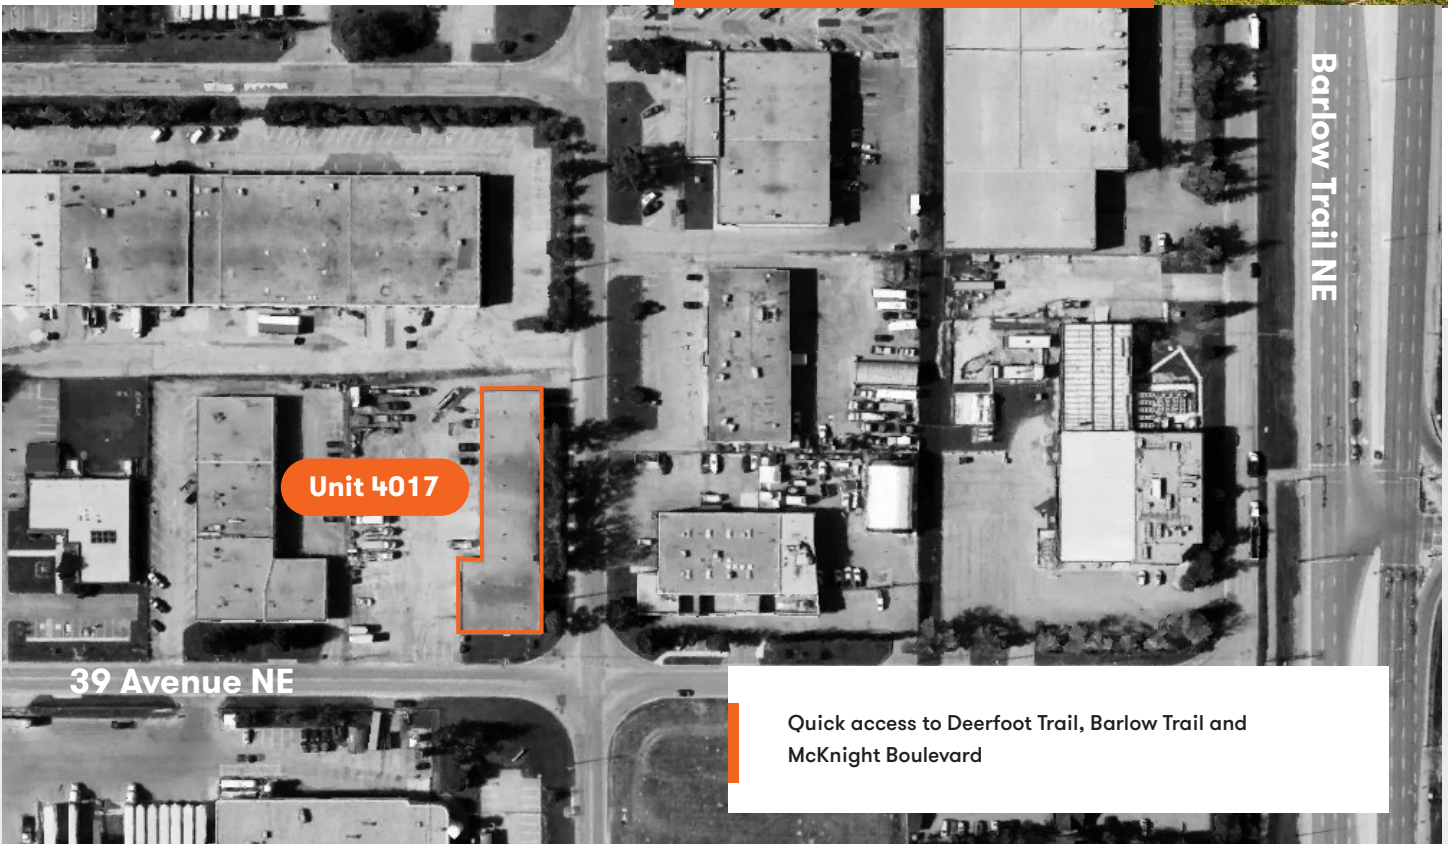 Barlow Trail NE
Unit 4017
39 Avenue NE
Quick access to Deerfoot Trail, Barlow Trail and
McKnight Boulevard